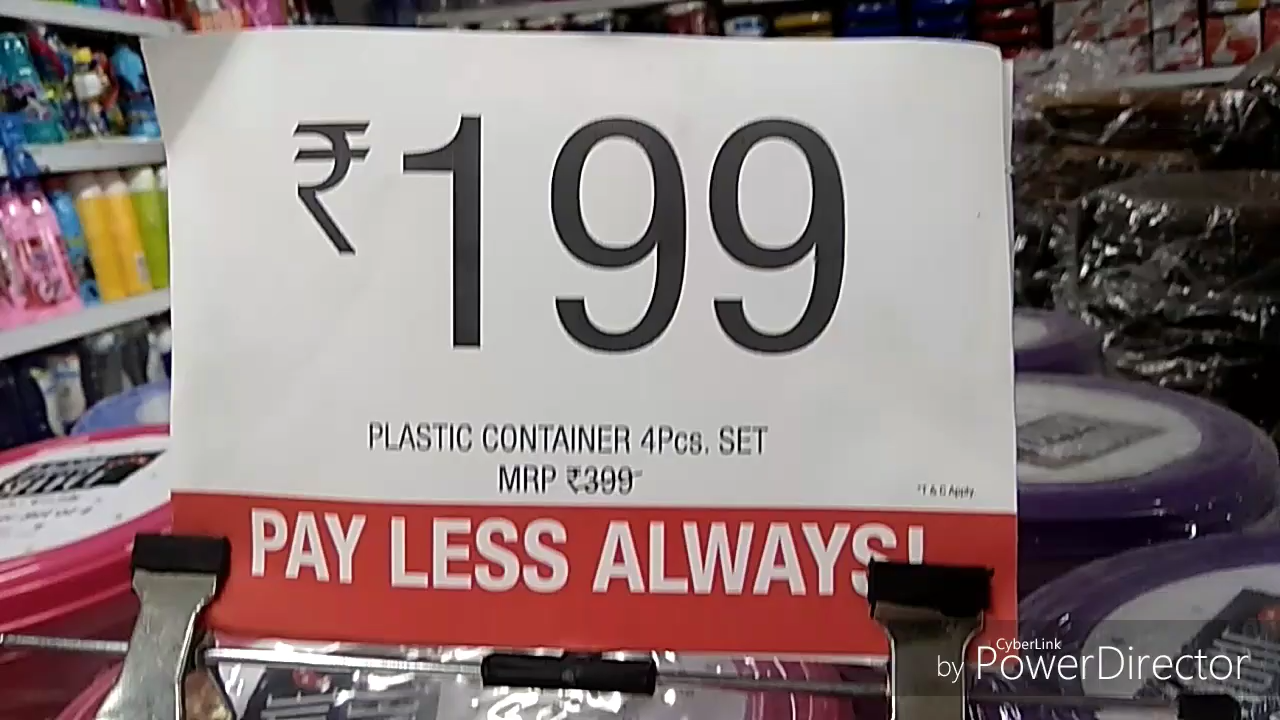 ₹199
PLASTIC CONTAINER 4Pcs. SET
MRP ₹399
*T & C Apply.
PAY LESS ALWAYS!
CyberLink
by PowerDirector